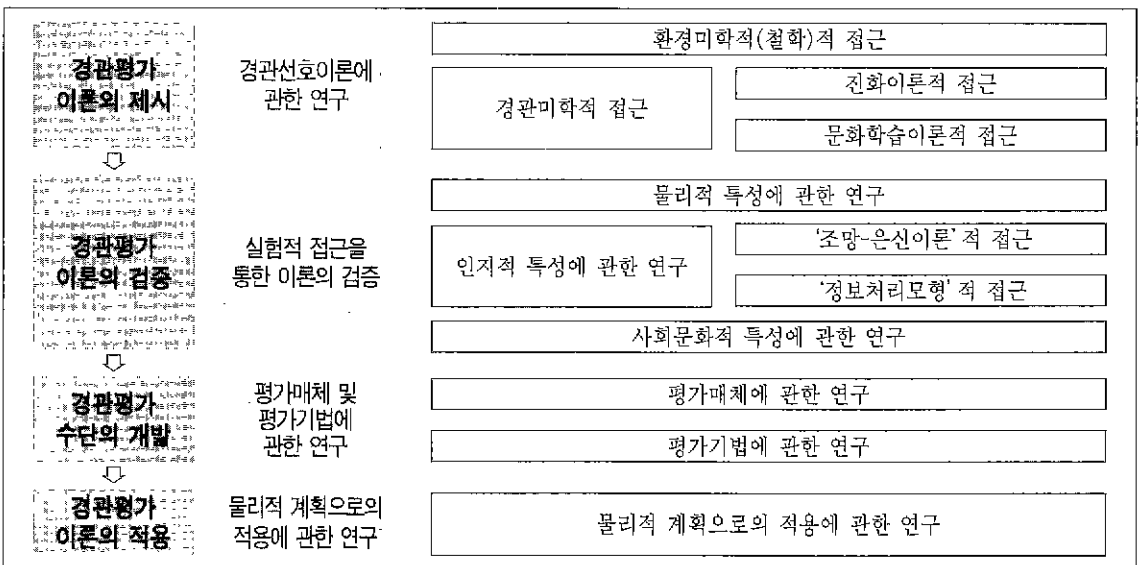 환경미학적(철학)적 접근
경관평가
이론의 제시
경관선호이론에
관한 연구
경관미학적 접근
진화이론적 접근
문화학습이론적 접근
물리적 특성에 관한 연구
경관평가
이론의 검증
실험적 접근을
통한 이론의 검증
인지적 특성에 관한 연구
'조망-은신이론' 적 접근
'정보처리모형' 적 접근
사회문화적 특성에 관한 연구
경관평가
수단의 개발
평가매체 및
평가기법에
관한 연구
평가매체에 관한 연구
평가기법에 관한 연구
경관평가
이론의 적용
물리적 계획으로의
적용에 관한 연구
물리적 계획으로의 적용에 관한 연구